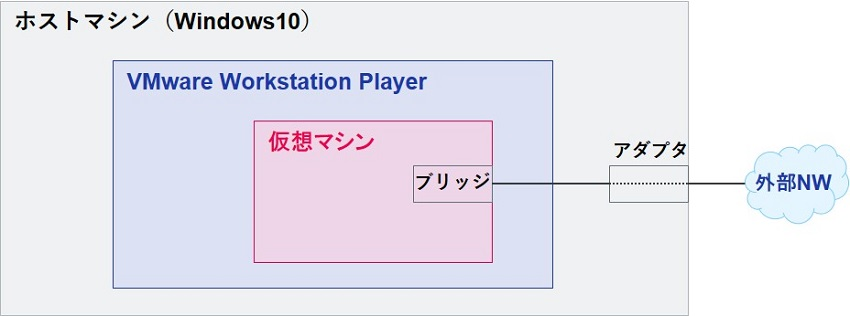 ホストマシン（Windows10）
VMware Workstation Player
仮想マシン
アダプタ
ブリッジ
外部NW